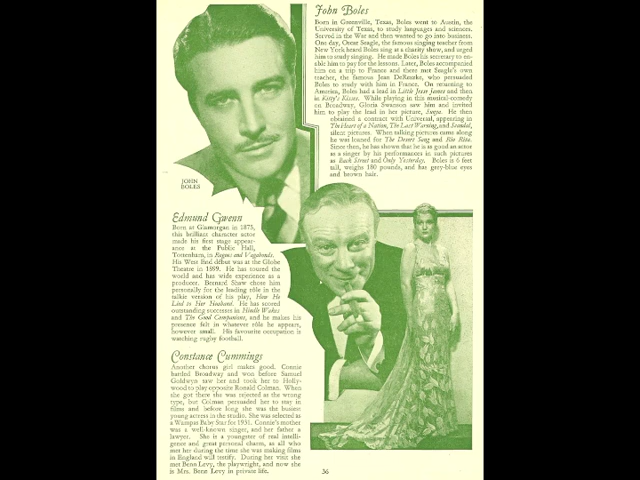 John Boles
Born in Greenville, Texas, Boles went to Austin, the
University of Texas, to study languages and sciences.
Served in the War and then wanted to go into business.
One day, Oscar Seagle, the famous singing teacher from
New York heard Boles sing at a charity show, and urged
him to study singing. He made Boles his secretary to en-
able him to pay for the lessons. Later, Boles accompanied
him on a trip to France and there met Seagle's own
teacher, the famous Jean DeReszke, who persuaded
Boles to study with him in France. On returning to
America, Boles had a lead in Little Jesse James and then
in Kitty's Kisses. While playing in this musical-comedy
on Broadway, Gloria Swanson saw him and invited
him to play the lead in her picture, Sunya. He then
obtained a contract with Universal, appearing in
The Heart of a Nation, The Last Warning, and Scandal,
silent pictures. When talking pictures came along
he was loaned for The Desert Song and Rio Rita.
Since then, he has shown that he is as good an actor
as a singer by his performances in such pictures
as Back Street and Only Yesterday. Boles is 6 feet
tall, weighs 180 pounds, and has grey-blue eyes
and brown hair.
JOHN
BOLES
Edmund Gwenn
Born at Glamorgan in 1875,
this brilliant character actor
made his first stage appear-
ance at the Public Hall,
Tottenham, in Rogues and Vagabonds.
His West End début was at the Globe
Theatre in 1899. He has toured the
world and has wide experience as a
producer. Bernard Shaw chose him
personally for the leading rôle in the
talkie version of his play, How He
Lied to Her Husband. He has scored
outstanding successes in Hindle Wakes
and The Good Companions, and he makes his
presence felt in whatever rôle he appears,
however small. His favourite occupation is
watching rugby football.
Constance Cummings
Another chorus girl makes good. Connie
batted Broadway and won before Samuel
Goldwyn saw her and took her to Holly-
wood to play opposite Ronald Colman. When
she got there she was rejected as the wrong
type, but Colman persuaded her to stay in
films and before long she was the busiest
young actress in the studio. She was selected as
a Wampas Baby Star for 1931. Connie's mother
was a well-known singer, and her father a
lawyer. She is a youngster of real intelli-
gence and great personal charm, as all who
met her during the time she was making films
in England will testify. During her visit she
met Benn Levy, the playwright, and now she
is Mrs. Benn Levy in private life.
36